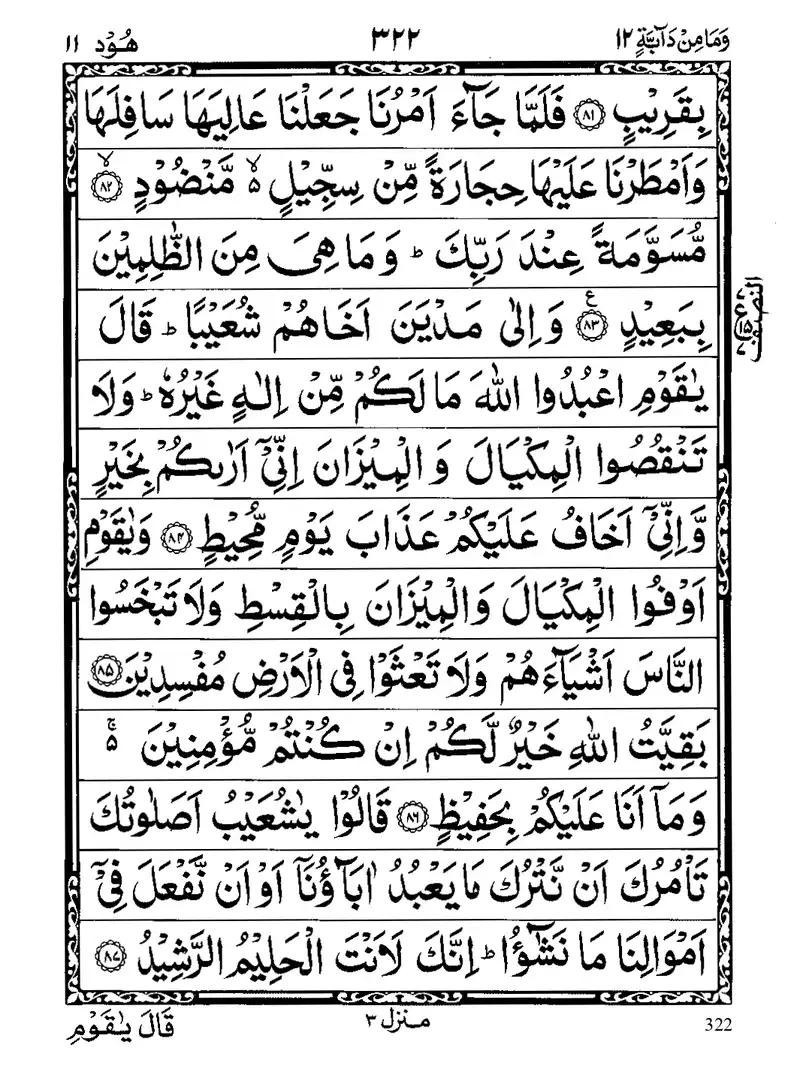 وَمَا مِنْ دَآبَّةٍ ١٢
٣٢٢
هُوْد ١١
بِقَرِيْبٍ ﴿٨١﴾ فَلَمَّا جَآءَ اَمْرُنَا جَعَلْنَا عَالِيَهَا سَافِلَهَا
وَاَمْطَرْنَا عَلَيْهَا حِجَارَةً مِّنْ سِجِّيْلٍ ۵ۙ مَّنْضُوْدٍ ۙ﴿٨٢﴾
مُّسَوَّمَةً عِنْدَ رَبِّكَ ؕ وَمَا هِىَ مِنَ الظّٰلِمِيْنَ
بِبَعِيْدٍ ﴿٨٣﴾ ع وَاِلٰى مَدْيَنَ اَخَاهُمْ شُعَيْبًا ؕ قَالَ
النصف
١٥
يٰقَوْمِ اعْبُدُوا اللّٰهَ مَا لَكُمْ مِّنْ اِلٰهٍ غَيْرُهٗ ؕ وَلَا
تَنْقُصُوا الْمِكْيَالَ وَ الْمِيْزَانَ اِنِّىْۤ اَرٰىكُمْ بِخَيْرٍ
وَّاِنِّىْۤ اَخَافُ عَلَيْكُمْ عَذَابَ يَوْمٍ مُّحِيْطٍ ﴿٨٤﴾ وَيٰقَوْمِ
اَوْفُوا الْمِكْيَالَ وَالْمِيْزَانَ بِالْقِسْطِ وَلَا تَبْخَسُوا
النَّاسَ اَشْيَآءَهُمْ وَلَا تَعْثَوْا فِى الْاَرْضِ مُفْسِدِيْنَ ﴿٨٥﴾
بَقِيَّتُ اللّٰهِ خَيْرٌ لَّكُمْ اِنْ كُنْتُمْ مُّؤْمِنِيْنَ ۵ۚ
وَمَاۤ اَنَا عَلَيْكُمْ بِحَفِيْظٍ ﴿٨٦﴾ قَالُوْا يٰشُعَيْبُ اَصَلٰوتُكَ
تَاْمُرُكَ اَنْ نَّتْرُكَ مَا يَعْبُدُ اٰبَآؤُنَاۤ اَوْ اَنْ نَّفْعَلَ فِىْۤ
اَمْوَالِنَا مَا نَشٰٓؤُا ؕ اِنَّكَ لَاَنْتَ الْحَلِيْمُ الرَّشِيْدُ ﴿٨٧﴾
322
منزل ٣
قَالَ يٰقَوْمِ